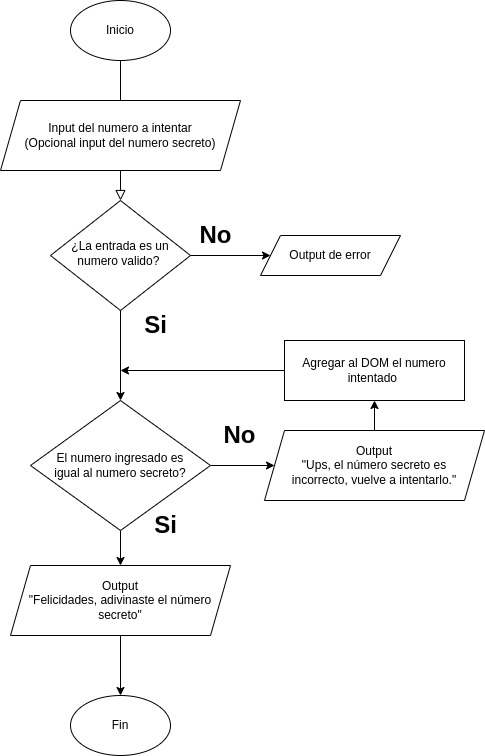 Inicio
Input del numero a intentar
(Opcional input del numero secreto)
¿La entrada es un
numero valido?
No
Output de error
Si
Agregar al DOM el numero
intentado
El numero ingresado es
igual al numero secreto?
No
Output
"Ups, el número secreto es
incorrecto, vuelve a intentarlo."
Si
Output
"Felicidades, adivinaste el número
secreto"
Fin